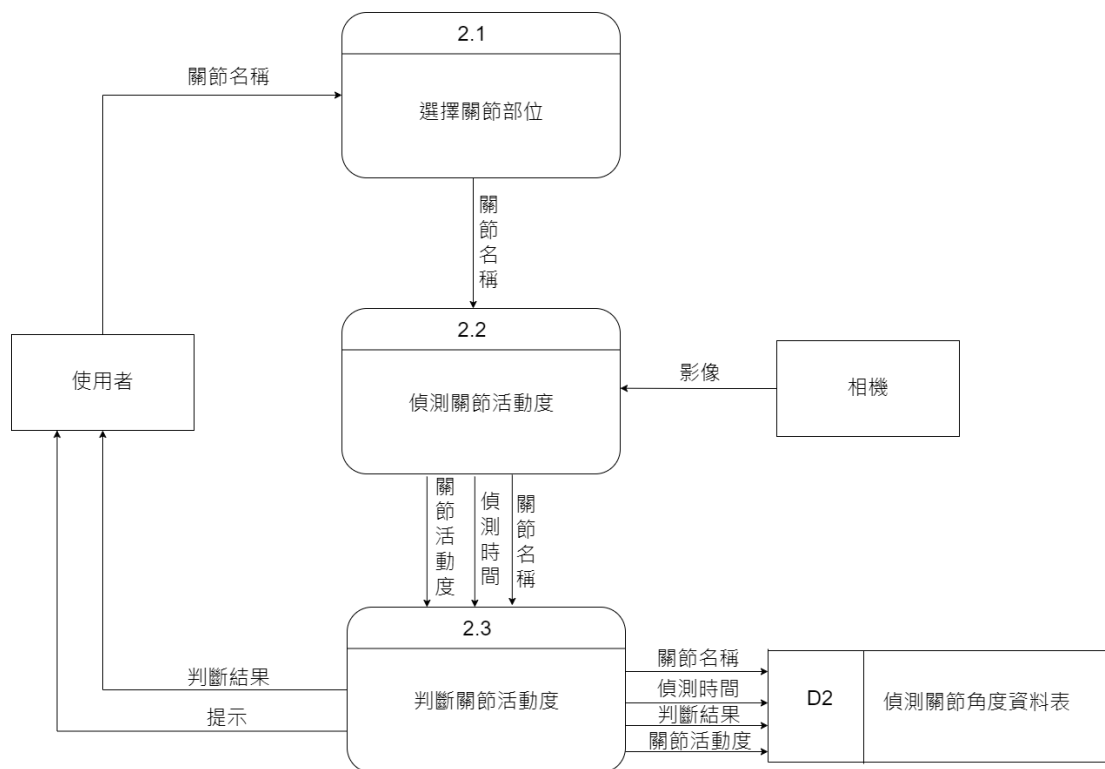 2.1
關節名稱
選擇關節部位
關節名稱
2.2
使用者
偵測關節活動度
影像
相機
關節活動度
偵測時間
關節名稱
2.3
判斷關節活動度
判斷結果
提示
關節名稱
偵測時間
判斷結果
關節活動度
D2
偵測關節角度資料表